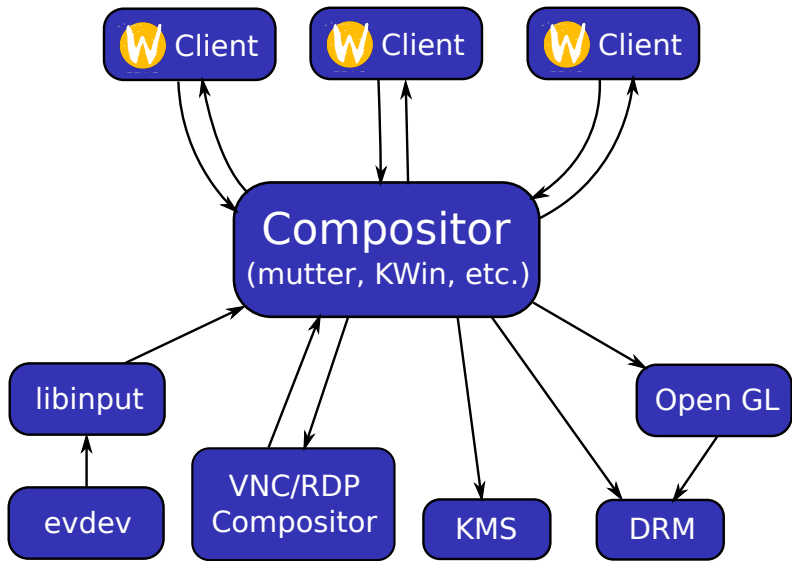 W Client
W Client
W Client
Compositor
(mutter, KWin, etc.)
libinput
Open GL
VNC/RDP
Compositor
evdev
KMS
DRM